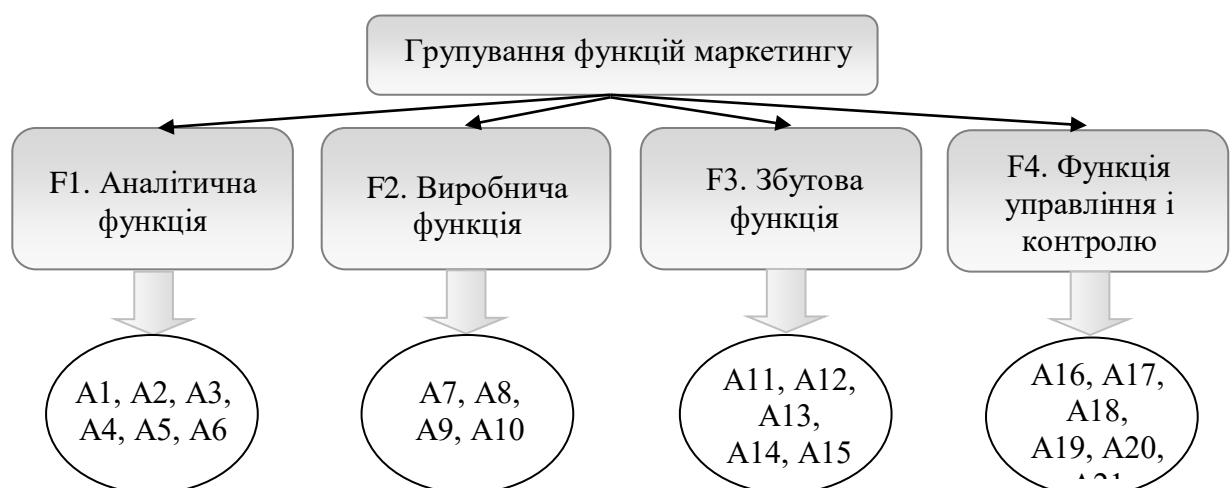 Групування функцій маркетингу
F1. Аналітична
функція
F2. Виробнича
функція
F3. Збутова
функція
F4. Функція
управління і
контролю
A1, A2, A3,
A4, A5, A6
A7, A8,
A9, A10
A11, A12,
A13,
A14, A15
A16, A17,
A18,
A19, A20,